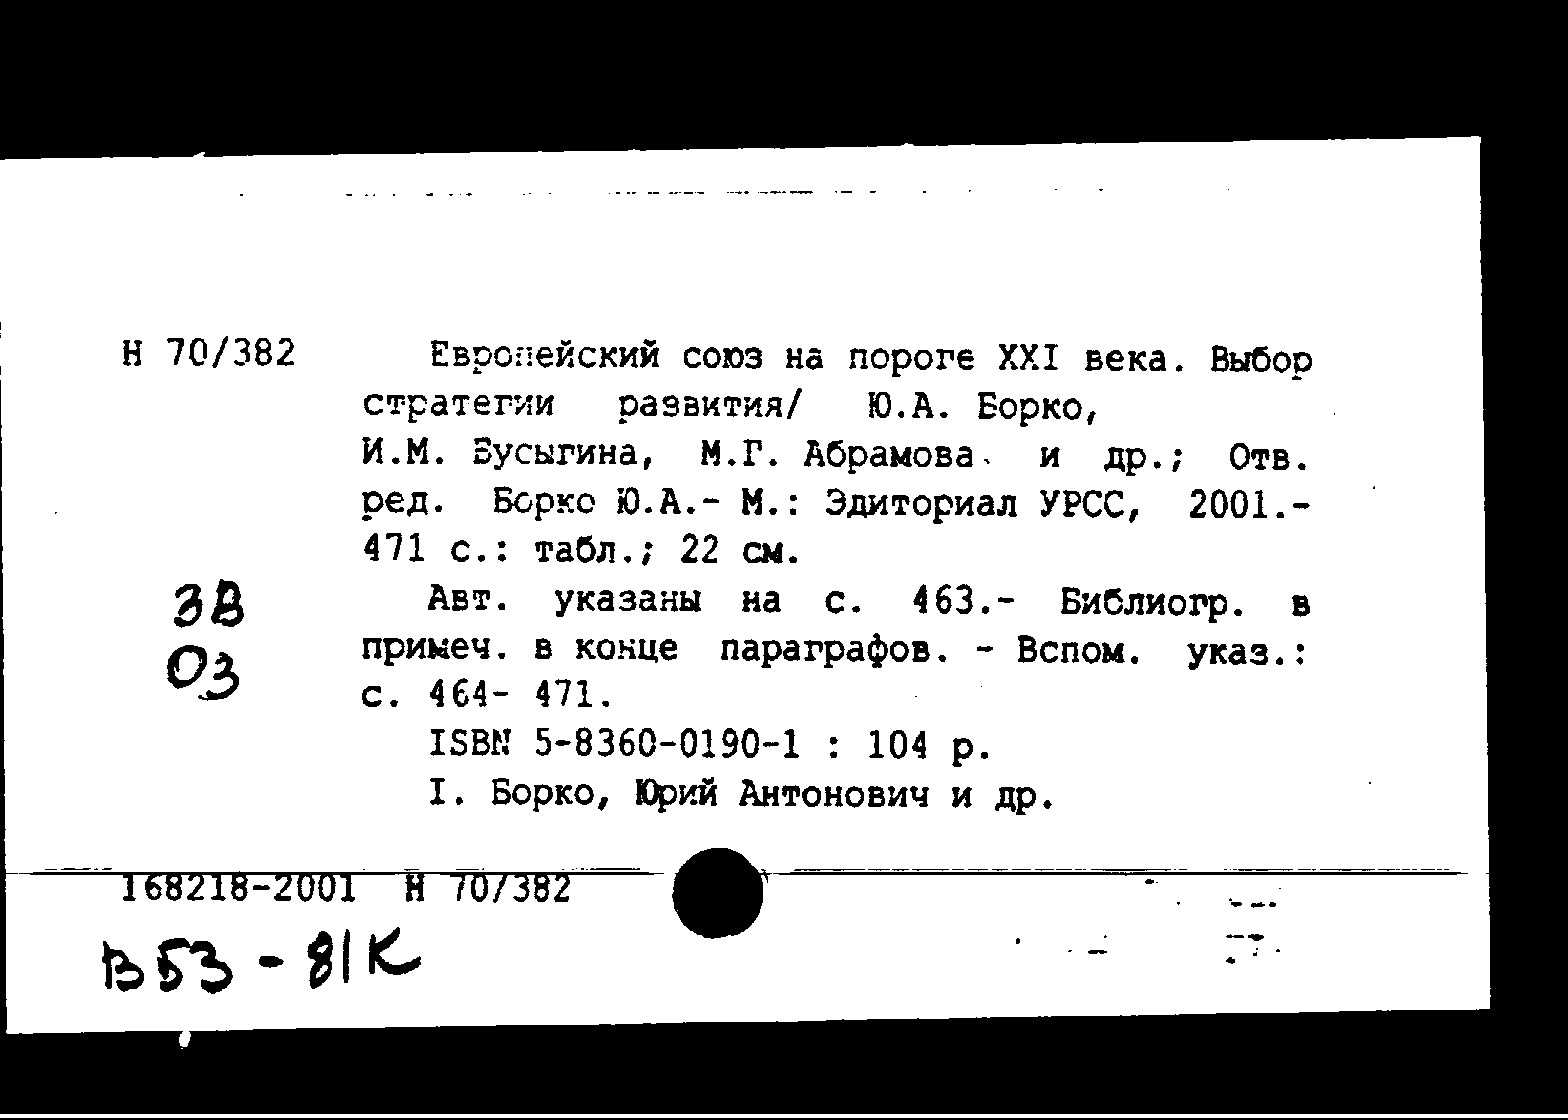 Н 70/382 Европейский союз на пороге XXI века. Выбор
стратегии развития/ Ю.А. Борко,
И.М. Бусыгина, М.Г. Абрамова и др.; Отв.
ред. Борко Ю.А.- М.: Эдиториал УРСС, 2001.-
471 с.: табл.; 22 см.
ЗВ Авт. указаны на с. 463.- Библиогр. в
03 примеч. в конце параграфов. - Вспом. указ.:
с. 464- 471.
ISBN 5-8360-0190-1 : 104 р.
I. Борко, Юрий Антонович и др.
168218-2001 Н 70/382
В53 - 81К